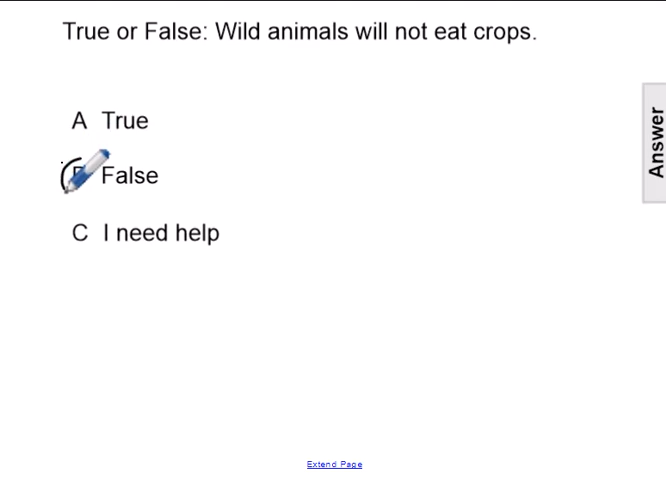 True or False: Wild animals will not eat crops.
A True
False
C I need help
Answer
Extend Page